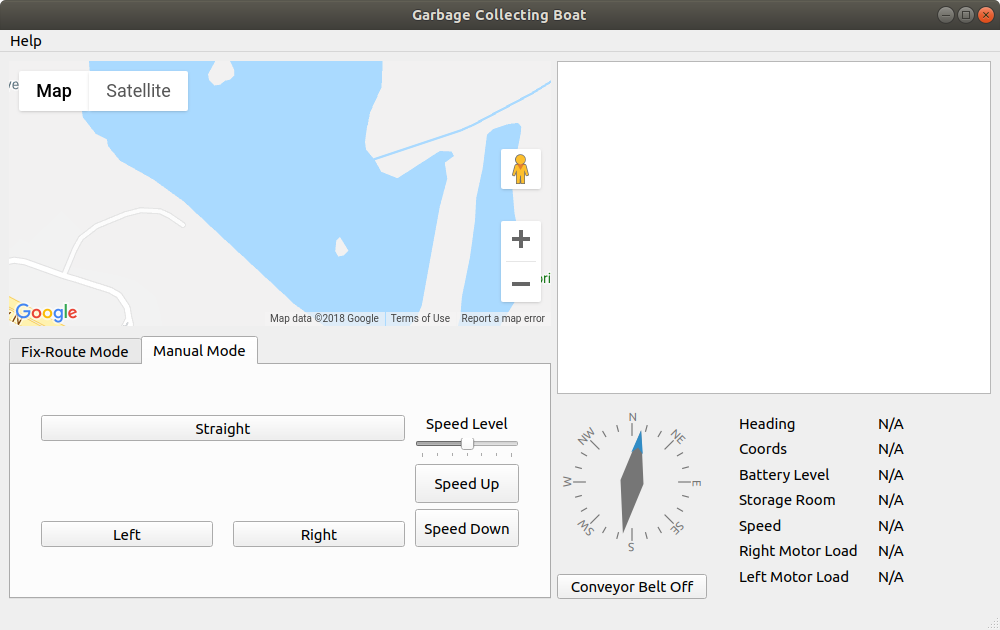 Garbage Collecting Boat
Help
Map Satellite
Google
Map data ©2018 Google Terms of Use Report a map error
Fix-Route Mode Manual Mode
Straight
Speed Level
Speed Up
Left Right
Speed Down
N
NE
E
SE
S
SW
W
NW
Conveyor Belt Off
Heading N/A
Coords N/A
Battery Level N/A
Storage Room N/A
Speed N/A
Right Motor Load N/A
Left Motor Load N/A